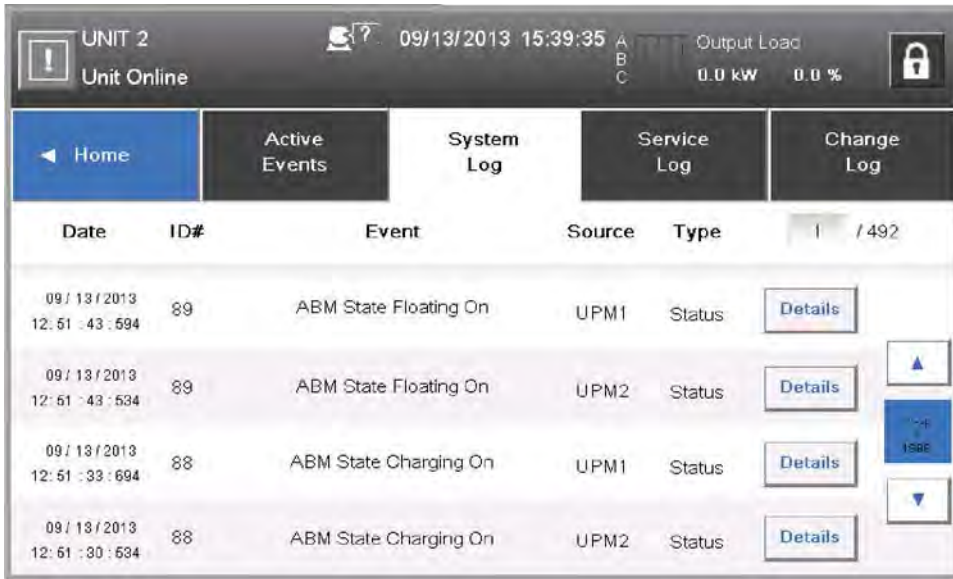 UNIT 2
Unit Online
?
09/13/2013 15:39:35
A
B
C
Output Load
0.0 kW 0.0 %
◄ Home
Active Events
System Log
Service Log
Change Log
Date ID# Event Source Type 1 / 492
09/13/2013 12:51:43:594 89 ABM State Floating On UPM1 Status Details
09/13/2013 12:51:43:534 89 ABM State Floating On UPM2 Status Details
09/13/2013 12:51:33:694 88 ABM State Charging On UPM1 Status Details
09/13/2013 88 ABM State Charging On UPM2 Status Details